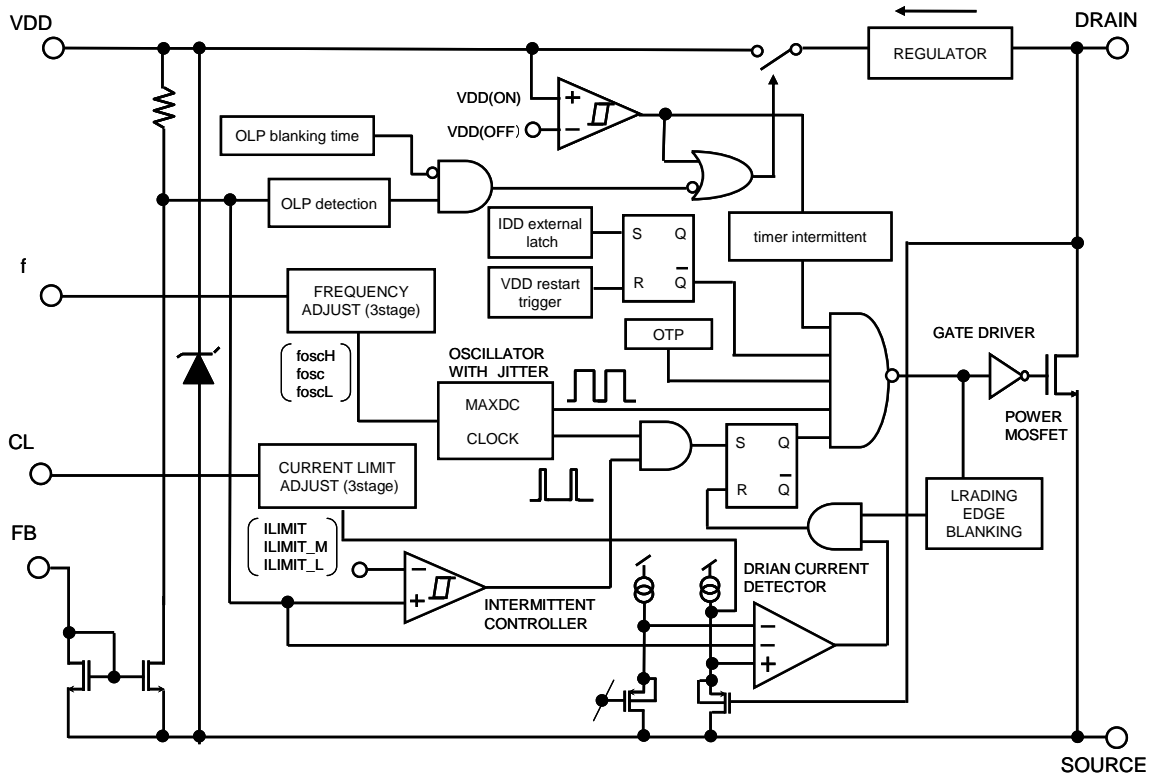 VDD
DRAIN
REGULATOR
VDD(ON)
+
VDD(OFF)
−
OLP blanking time
OLP detection
IDD external
latch
S Q
timer intermittent
VDD restart
trigger
R Q
f
FREQUENCY
ADJUST (3stage)
OTP
GATE DRIVER
foscH
fosc
foscL
OSCILLATOR
WITH JITTER
MAXDC
CLOCK
POWER
MOSFET
CL
CURRENT LIMIT
ADJUST (3stage)
S Q
R Q
LRADING
EDGE
BLANKING
FB
ILIMIT
ILIMIT_M
ILIMIT_L
−
+
INTERMITTENT
CONTROLLER
DRIAN CURRENT
DETECTOR
−
−
+
SOURCE